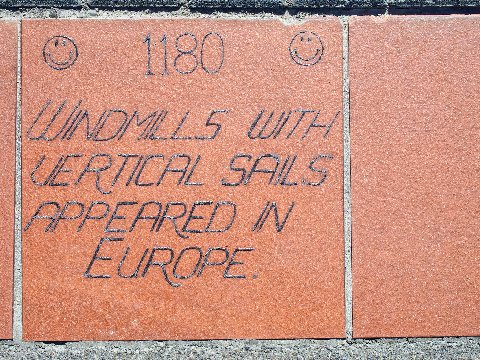 1180
WINDMILLS WITH
VERTICAL SAILS
APPEARED IN
EUROPE.